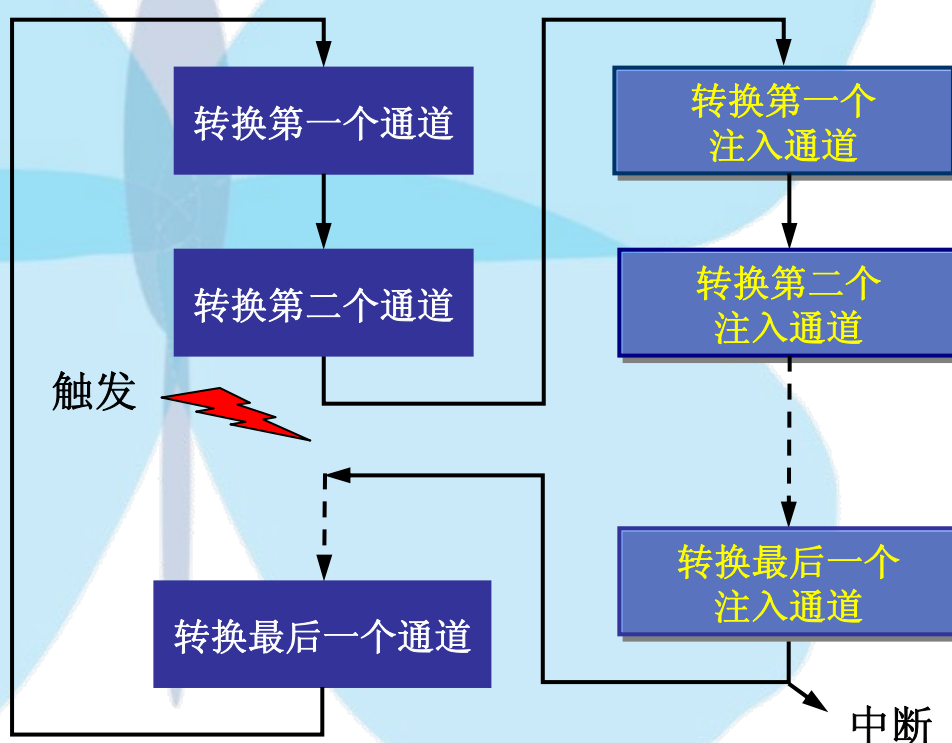 转换第一个通道
转换第二个通道
触发
转换最后一个通道
转换第一个
注入通道
转换第二个
注入通道
转换最后一个
注入通道
中断